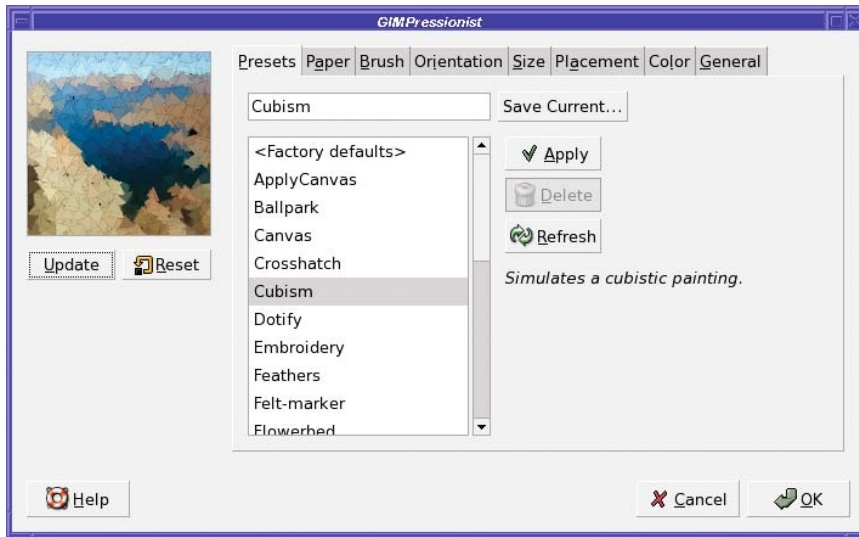 GIMPressionist
Presets Paper Brush Orientation Size Placement Color General
Cubism
Save Current...
<Factory defaults>
ApplyCanvas
Ballpark
Canvas
Crosshatch
Cubism
Dotify
Embroidery
Feathers
Felt-marker
Flowerbed
Apply
Delete
Refresh
Simulates a cubistic painting.
Update
Reset
Help
Cancel
OK